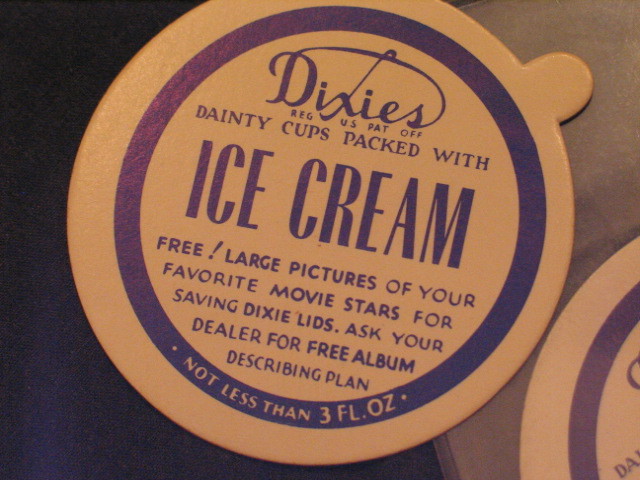 Dixies
REG U.S PAT OFF
DAINTY CUPS PACKED WITH
ICE CREAM
FREE! LARGE PICTURES OF YOUR
FAVORITE MOVIE STARS FOR
SAVING DIXIE LIDS. ASK YOUR
DEALER FOR FREE ALBUM
DESCRIBING PLAN
• NOT LESS THAN 3 FL.OZ •